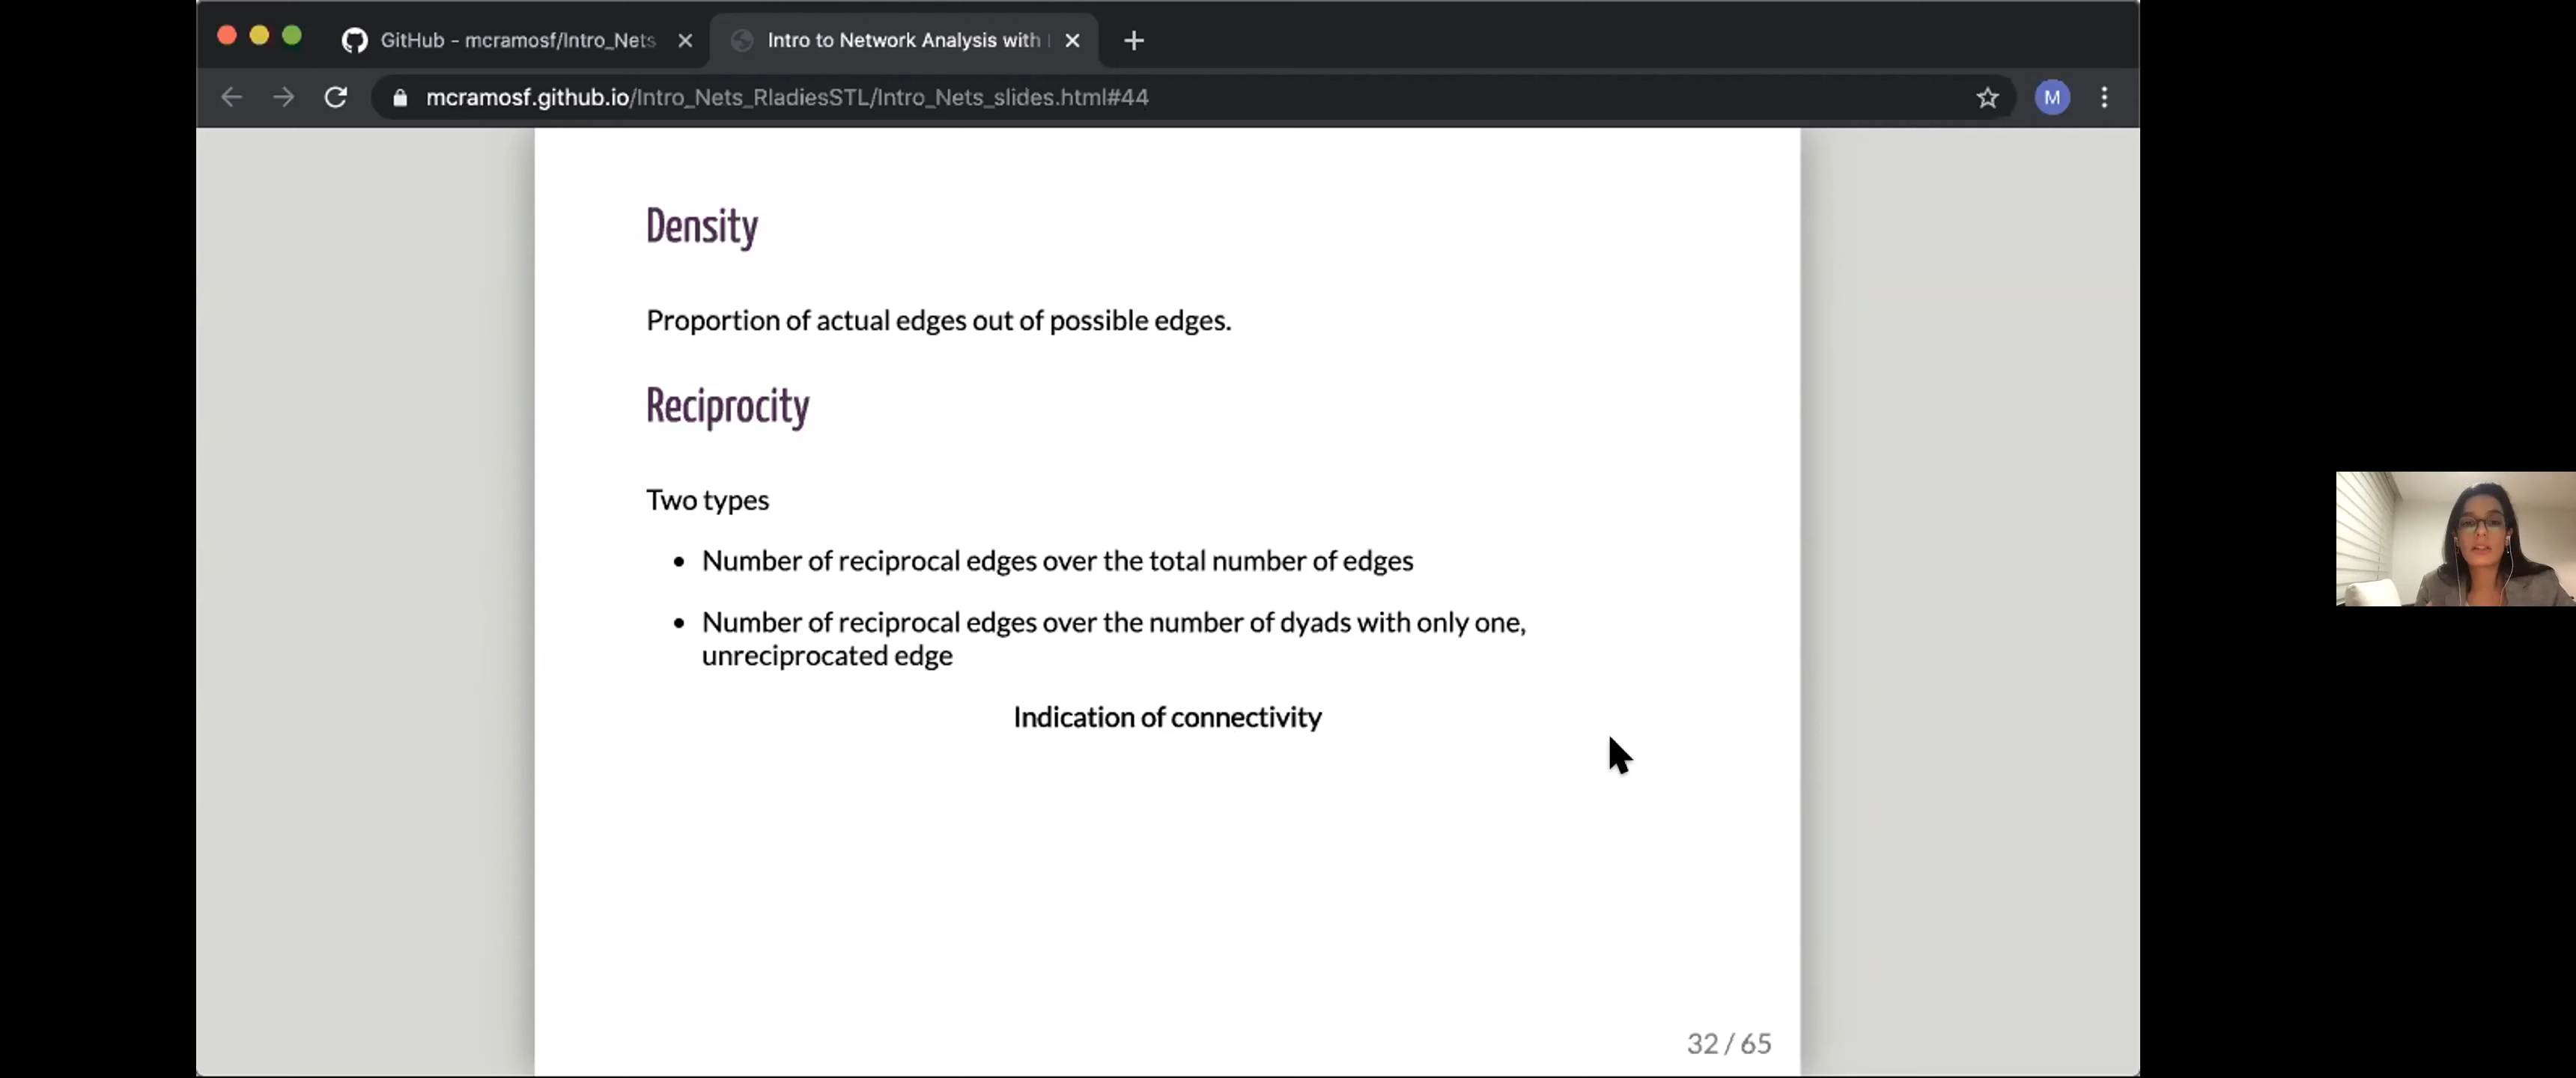 GitHub - mcramosf/Intro_Nets
Intro to Network Analysis with
mcramosf.github.io/Intro_Nets_RladiesSTL/Intro_Nets_slides.html#44
M
Density
Proportion of actual edges out of possible edges.
Reciprocity
Two types
• Number of reciprocal edges over the total number of edges
• Number of reciprocal edges over the number of dyads with only one,
unreciprocated edge
Indication of connectivity
32 / 65